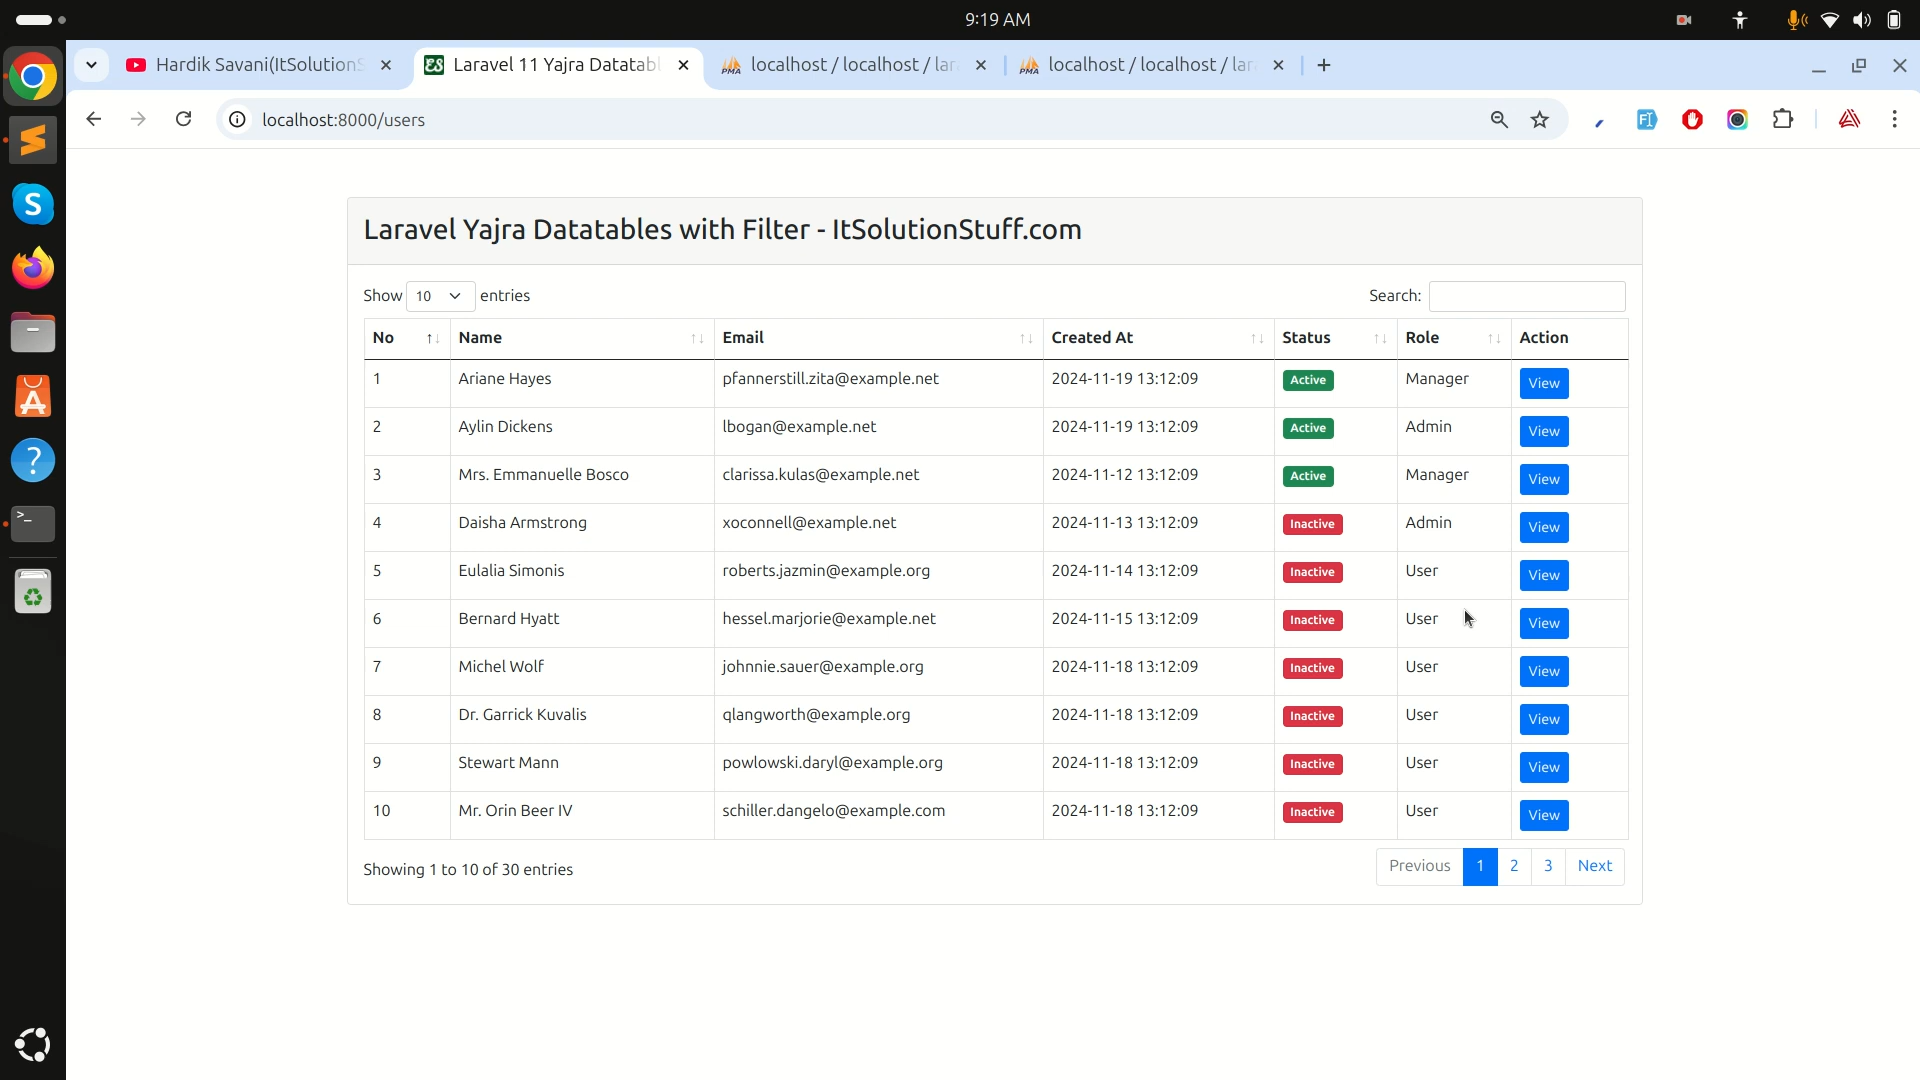 9:19 AM
Hardik Savani(ItSolutionS
Laravel 11 Yajra Datatabl
localhost / localhost / lar
localhost / localhost / lar
localhost:8000/users
Laravel Yajra Datatables with Filter - ItSolutionStuff.com
Show 10 entries
Search:
No Name Email Created At Status Role Action
1 Ariane Hayes pfannerstill.zita@example.net 2024-11-19 13:12:09 Active Manager View
2 Aylin Dickens lbogan@example.net 2024-11-19 13:12:09 Active Admin View
3 Mrs. Emmanuelle Bosco clarissa.kulas@example.net 2024-11-12 13:12:09 Active Manager View
4 Daisha Armstrong xoconnell@example.net 2024-11-13 13:12:09 Inactive Admin View
5 Eulalia Simonis roberts.jazmin@example.org 2024-11-14 13:12:09 Inactive User View
6 Bernard Hyatt hessel.marjorie@example.net 2024-11-15 13:12:09 Inactive User View
7 Michel Wolf johnnie.sauer@example.org 2024-11-18 13:12:09 Inactive User View
8 Dr. Garrick Kuvalis qlangworth@example.org 2024-11-18 13:12:09 Inactive User View
9 Stewart Mann powlowski.daryl@example.org 2024-11-18 13:12:09 Inactive User View
10 Mr. Orin Beer IV schiller.dangelo@example.com 2024-11-18 13:12:09 Inactive User View
Showing 1 to 10 of 30 entries
Previous 1 2 3 Next